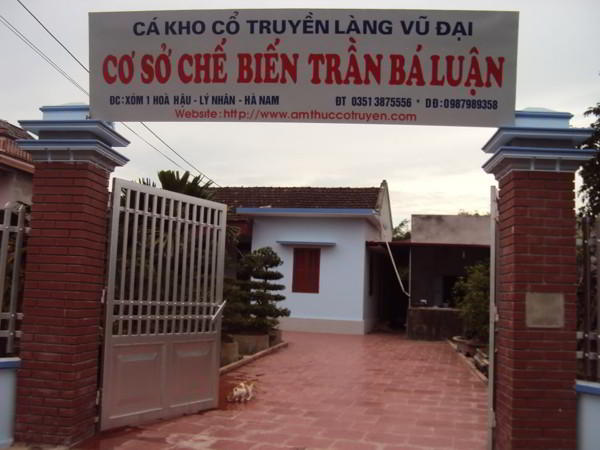 CÁ KHO CỔ TRUYỀN LÀNG VŨ ĐẠI
CƠ SỞ CHẾ BIẾN TRẦN BÁ LUẬN
ĐC: XÓM 1 HOÀ HẬU - LÝ NHÂN - HÀ NAM ĐT 0351 3875556 * DĐ: 0987989358
Website: http://www.amthuccotruyen.com